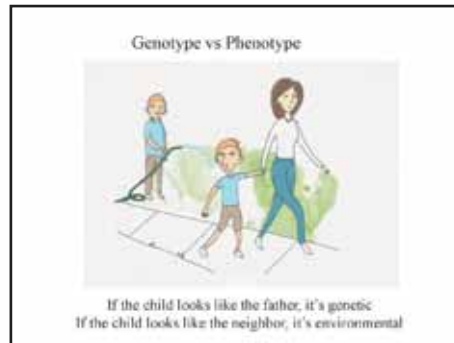 Genotype vs Phenotype
If the child looks like the father, it's genetic
If the child looks like the neighbor, it's environmental